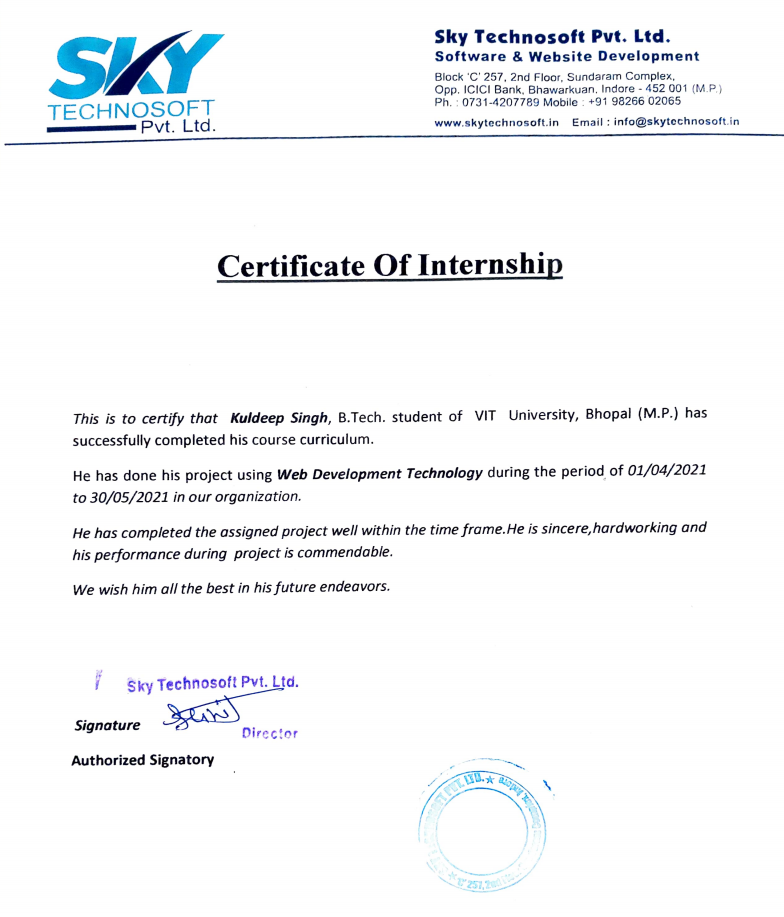 SKY
TECHNOSOFT
Pvt. Ltd.
Sky Technosoft Pvt. Ltd.
Software & Website Development
Block 'C' 257, 2nd Floor, Sundaram Complex,
Opp. ICICI Bank, Bhawarkuan, Indore - 452 001 (M.P.)
Ph. : 0731-4207789 Mobile : +91 98266 02065
www.skytechnosoft.in Email : info@skytechnosoft.in
Certificate Of Internship
This is to certify that Kuldeep Singh, B.Tech. student of VIT University, Bhopal (M.P.) has
successfully completed his course curriculum.
He has done his project using Web Development Technology during the period of 01/04/2021
to 30/05/2021 in our organization.
He has completed the assigned project well within the time frame.He is sincere,hardworking and
his performance during project is commendable.
We wish him all the best in his future endeavors.
Sky Technosoft Pvt. Ltd.
Signature
Director
Authorized Signatory
PVT. LTD. ★
'C' 257, 2nd